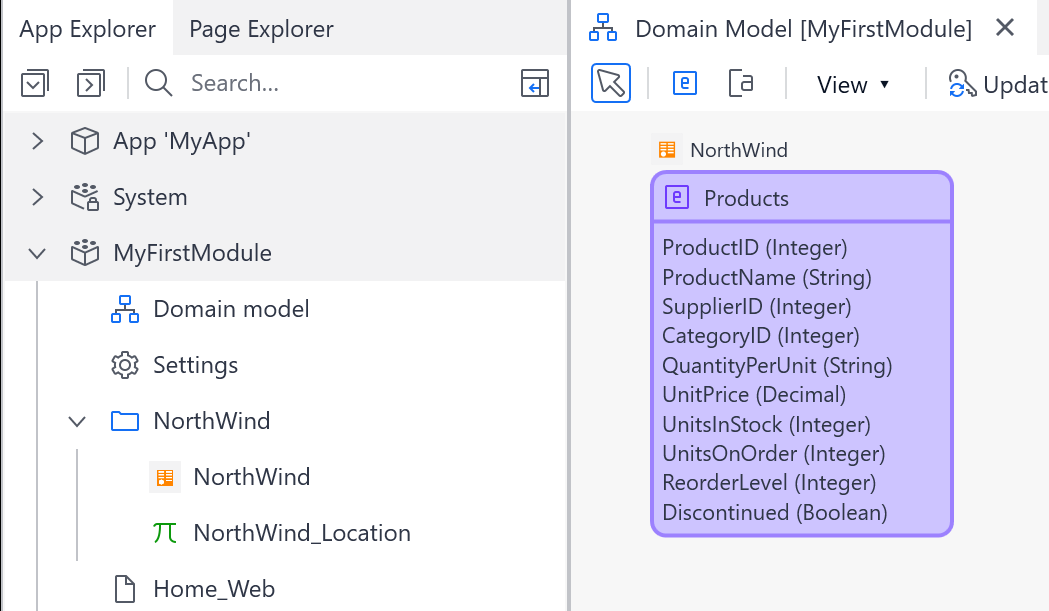 App Explorer
Page Explorer
Search...
App 'MyApp'
System
MyFirstModule
Domain model
Settings
NorthWind
NorthWind
NorthWind_Location
Home_Web
Domain Model [MyFirstModule]
View
Updat
NorthWind
Products
ProductID (Integer)
ProductName (String)
SupplierID (Integer)
CategoryID (Integer)
QuantityPerUnit (String)
UnitPrice (Decimal)
UnitsInStock (Integer)
UnitsOnOrder (Integer)
ReorderLevel (Integer)
Discontinued (Boolean)